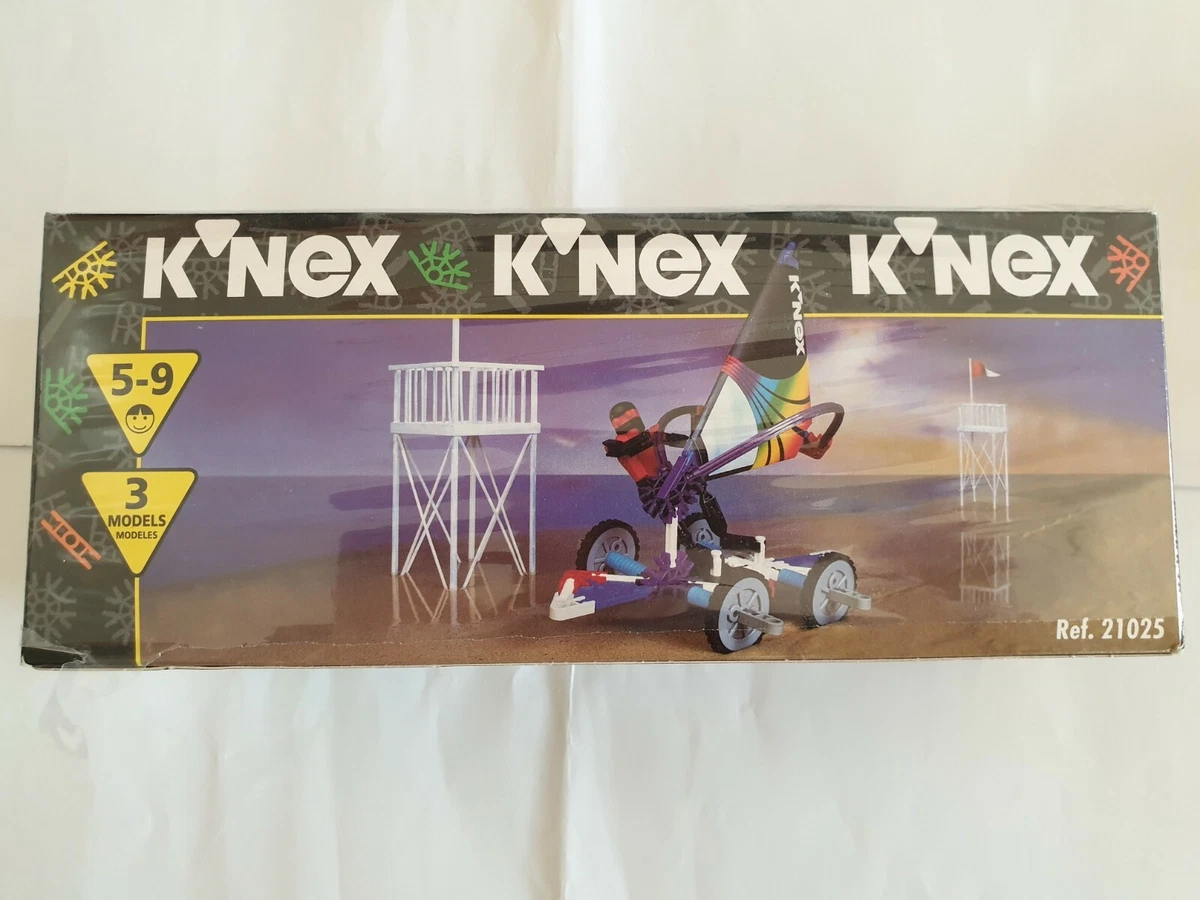 K'NEX K'NEX K'NEX
K'NEX
5-9
3
MODELS
MODELES
Ref. 21025